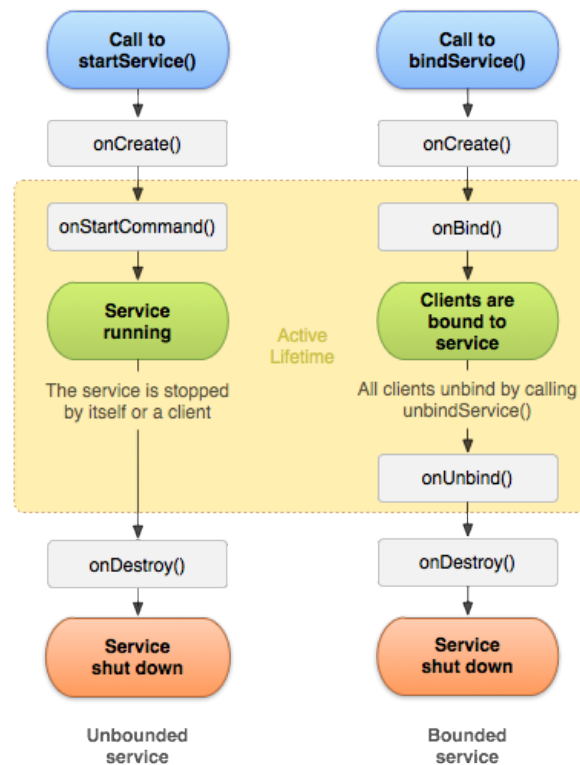 Call to
startService()
onCreate()
onStartCommand()
Service
running
The service is stopped
by itself or a client
onDestroy()
Service
shut down
Unbounded
service
Active
Lifetime
Call to
bindService()
onCreate()
onBind()
Clients are
bound to
service
All clients unbind by calling
unbindService()
onUnbind()
onDestroy()
Service
shut down
Bounded
service